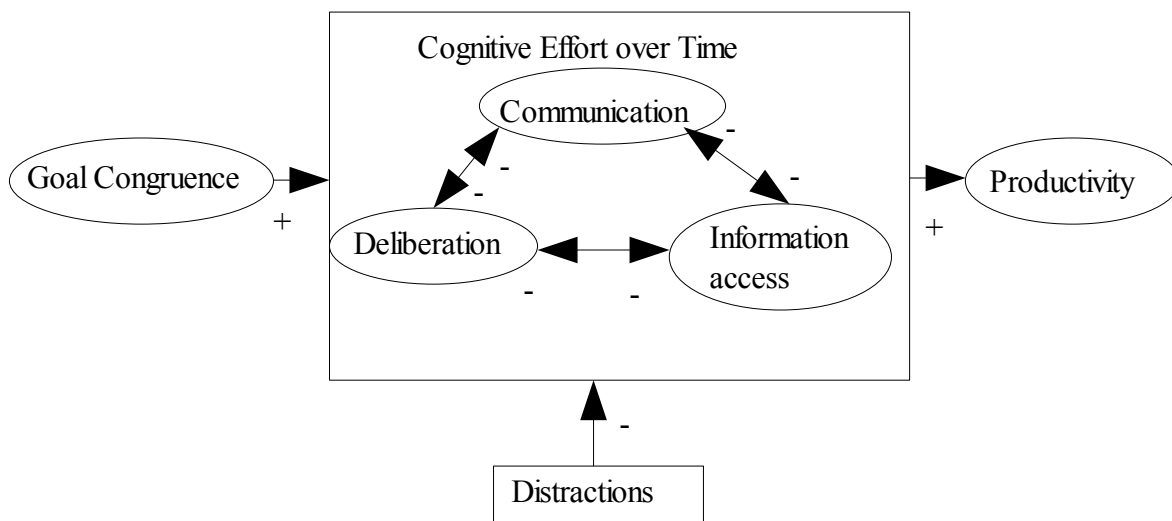 Cognitive Effort over Time
Communication
-
-
-
-
Goal Congruence
+
Deliberation
Information
access
-
-
Productivity
+
-
Distractions